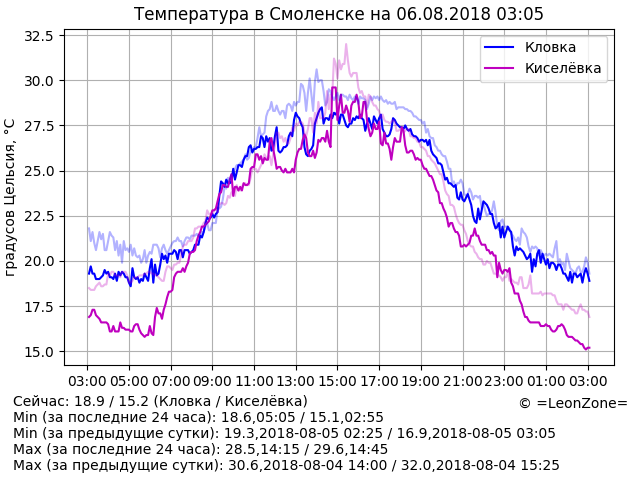 Температура в Смоленске на 06.08.2018 03:05
32.5
30.0
27.5
25.0
22.5
20.0
17.5
15.0
градусов Цельсия, °C
Кловка
Киселёвка
03:00 05:00 07:00 09:00 11:00 13:00 15:00 17:00 19:00 21:00 23:00 01:00 03:00
Сейчас: 18.9 / 15.2 (Кловка / Киселёвка)
© =LeonZone=
Min (за последние 24 часа): 18.6,05:05 / 15.1,02:55
Min (за предыдущие сутки): 19.3,2018-08-05 02:25 / 16.9,2018-08-05 03:05
Max (за последние 24 часа): 28.5,14:15 / 29.6,14:45
Max (за предыдущие сутки): 30.6,2018-08-04 14:00 / 32.0,2018-08-04 15:25